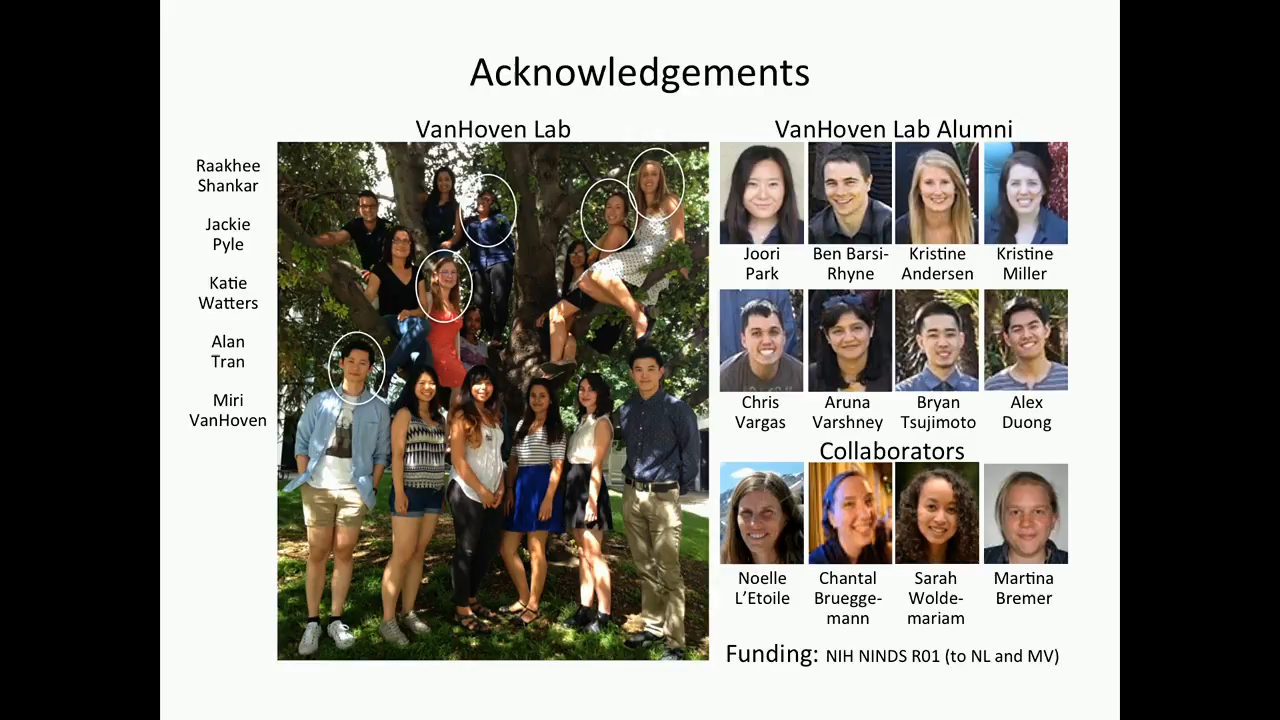 Acknowledgements
VanHoven Lab
Raakhee
Shankar
Jackie
Pyle
Katie
Watters
Alan
Tran
Miri
VanHoven
VanHoven Lab Alumni
Joori
Park
Ben Barsi-
Rhyne
Kristine
Andersen
Kristine
Miller
Chris
Vargas
Aruna
Varshney
Bryan
Tsujimoto
Alex
Duong
Collaborators
Noelle
L'Etoile
Chantal
Bruegge-
mann
Sarah
Wolde-
mariam
Martina
Bremer
Funding: NIH NINDS R01 (to NL and MV)